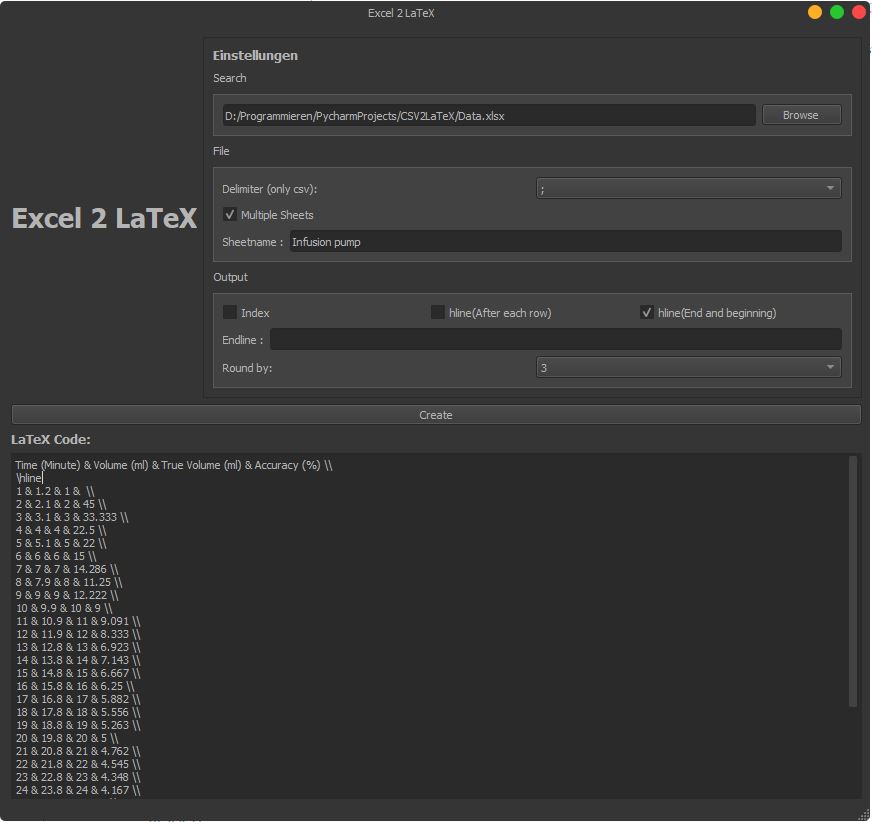 Excel 2 LaTeX
Excel 2 LaTeX
Einstellungen
Search
D:/Programmieren/PycharmProjects/CSV2LaTeX/Data.xlsx
Browse
File
Delimiter (only csv):
;
Multiple Sheets
Sheetname :
Infusion pump
Output
Index
hline(After each row)
hline(End and beginning)
Endline :
Round by:
3
Create
LaTeX Code:
Time (Minute) & Volume (ml) & True Volume (ml) & Accuracy (%) \\
\hline
1 & 1.2 & 1 &  \\
2 & 2.1 & 2 & 45 \\
3 & 3.1 & 3 & 33.333 \\
4 & 4 & 4 & 22.5 \\
5 & 5.1 & 5 & 22 \\
6 & 6 & 6 & 15 \\
7 & 7 & 7 & 14.286 \\
8 & 7.9 & 8 & 11.25 \\
9 & 9 & 9 & 12.222 \\
10 & 9.9 & 10 & 9 \\
11 & 10.9 & 11 & 9.091 \\
12 & 11.9 & 12 & 8.333 \\
13 & 12.8 & 13 & 6.923 \\
14 & 13.8 & 14 & 7.143 \\
15 & 14.8 & 15 & 6.667 \\
16 & 15.8 & 16 & 6.25 \\
17 & 16.8 & 17 & 5.882 \\
18 & 17.8 & 18 & 5.556 \\
19 & 18.8 & 19 & 5.263 \\
20 & 19.8 & 20 & 5 \\
21 & 20.8 & 21 & 4.762 \\
22 & 21.8 & 22 & 4.545 \\
23 & 22.8 & 23 & 4.348 \\
24 & 23.8 & 24 & 4.167 \\